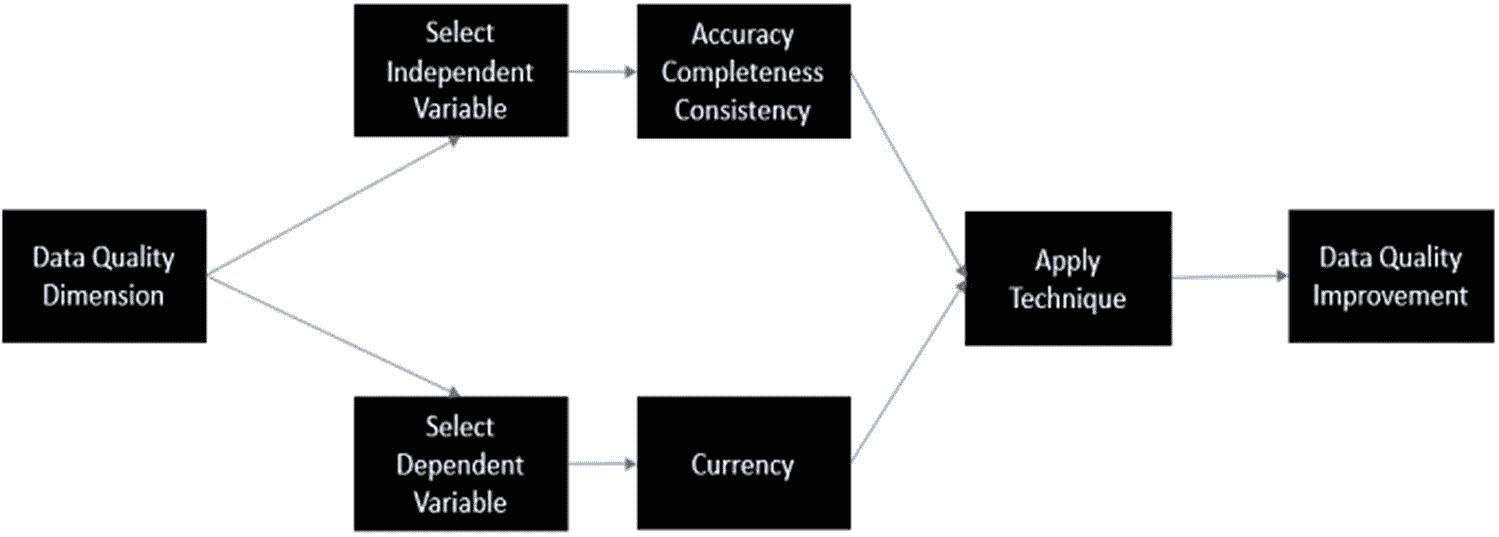 Data Quality
Dimension
Select
Independent
Variable
Accuracy
Completeness
Consistency
Select
Dependent
Variable
Currency
Apply
Technique
Data Quality
Improvement